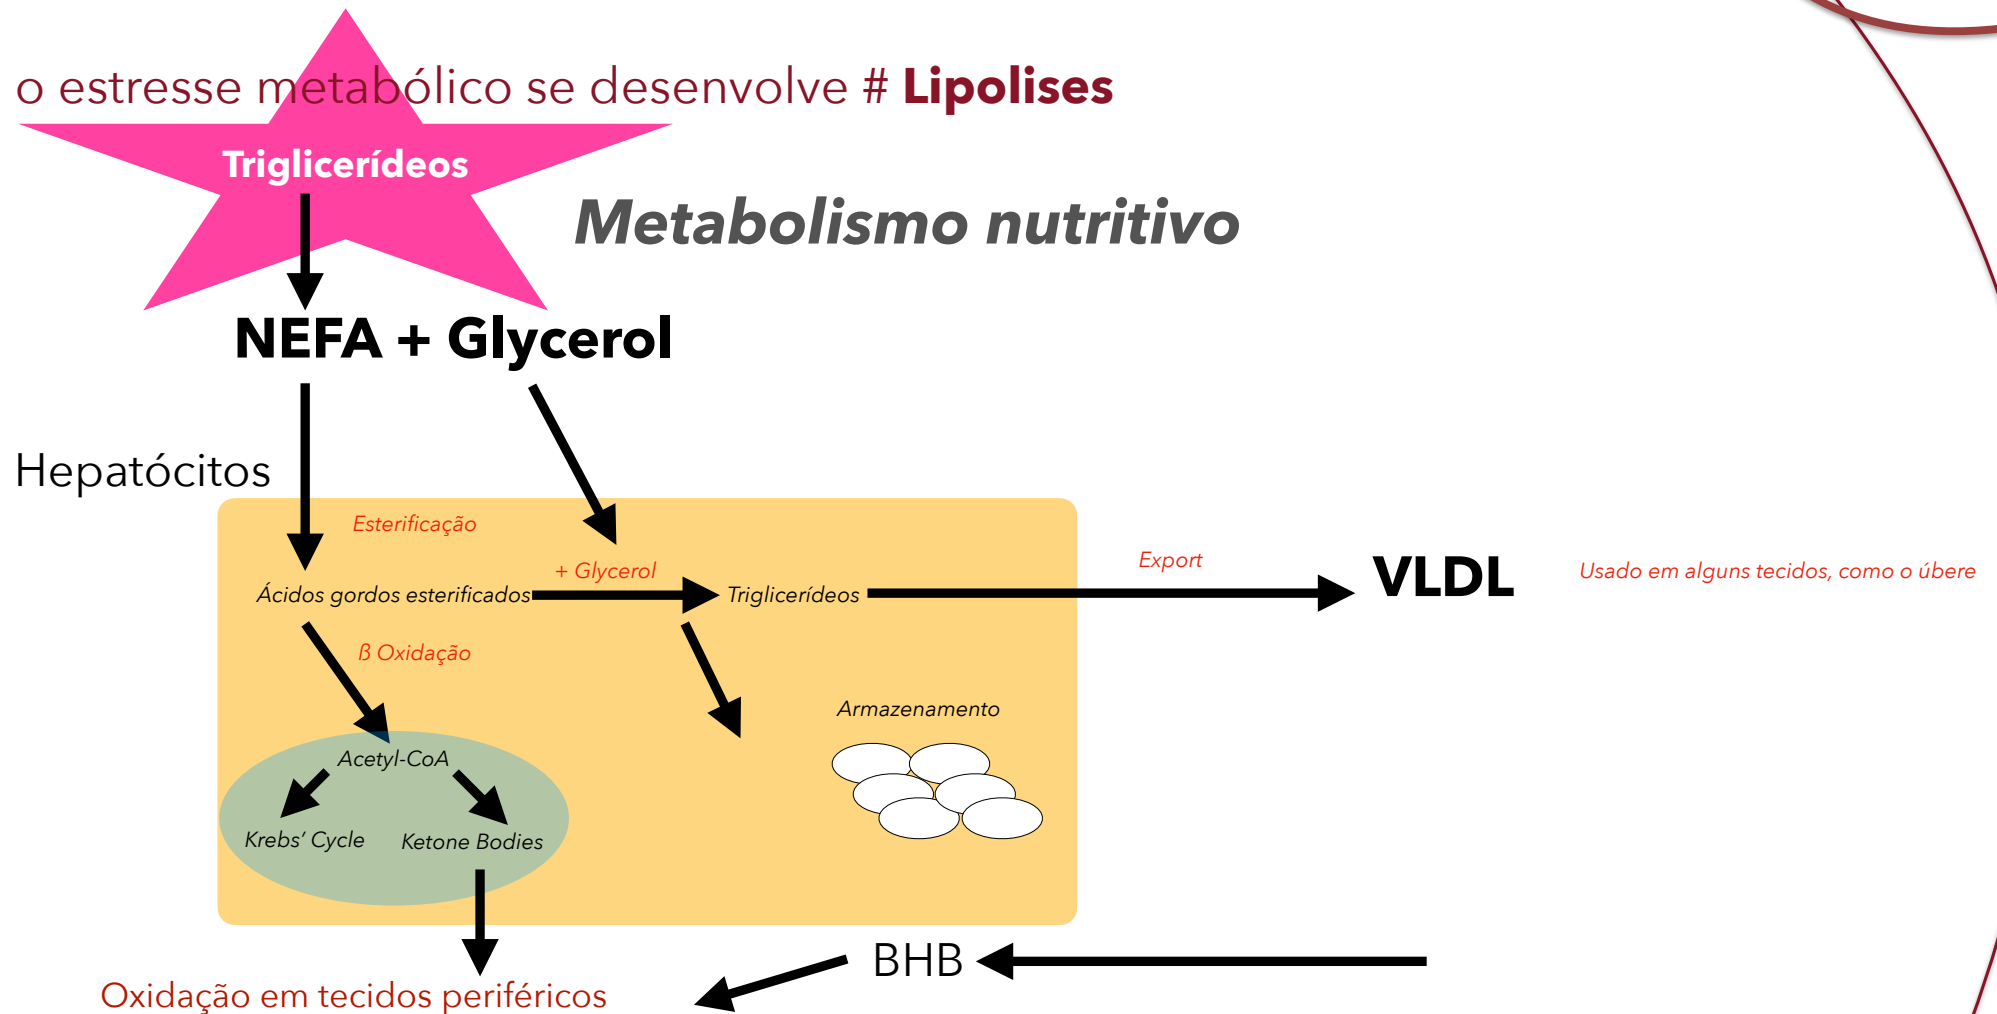 o estresse metabólico se desenvolve # Lipolises
Triglicerídeos
Metabolismo nutritivo
NEFA + Glycerol
Hepatócitos
Esterificação
Ácidos gordos esterificados
+ Glycerol
Triglicerídeos
Export
VLDL
Usado em alguns tecidos, como o úbere
ß Oxidação
Armazenamento
Acetyl-CoA
Krebs’ Cycle
Ketone Bodies
BHB
Oxidação em tecidos periféricos